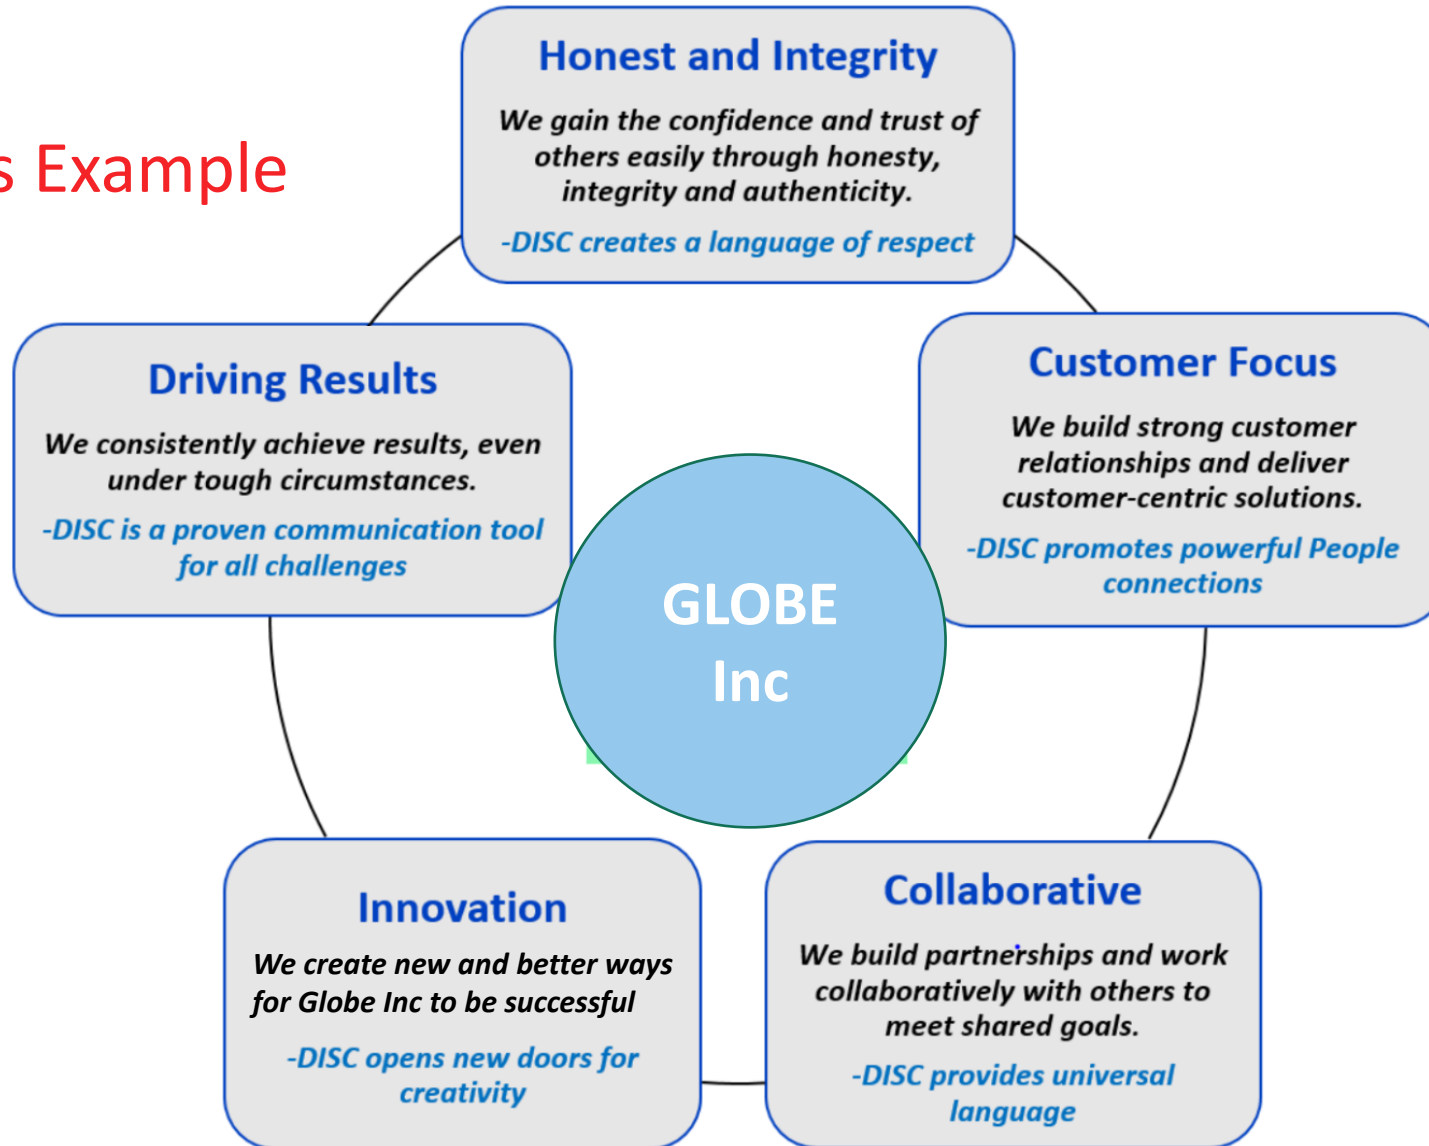 s Example
Honest and Integrity
We gain the confidence and trust of
others easily through honesty,
integrity and authenticity.
-DISC creates a language of respect
Driving Results
We consistently achieve results, even
under tough circumstances.
-DISC is a proven communication tool
for all challenges
Customer Focus
We build strong customer
relationships and deliver
customer-centric solutions.
-DISC promotes powerful People
connections
GLOBE
Inc
Innovation
We create new and better ways
for Globe Inc to be successful
-DISC opens new doors for
creativity
Collaborative
We build partnerships and work
collaboratively with others to
meet shared goals.
-DISC provides universal
language